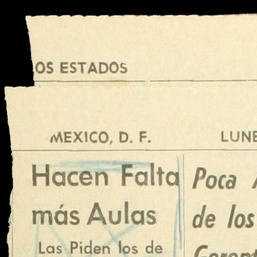 OS ESTADOS
MEXICO, D. F.
LUNE
Hacen Falta
más Aulas
Las Piden los de
Poca
de los